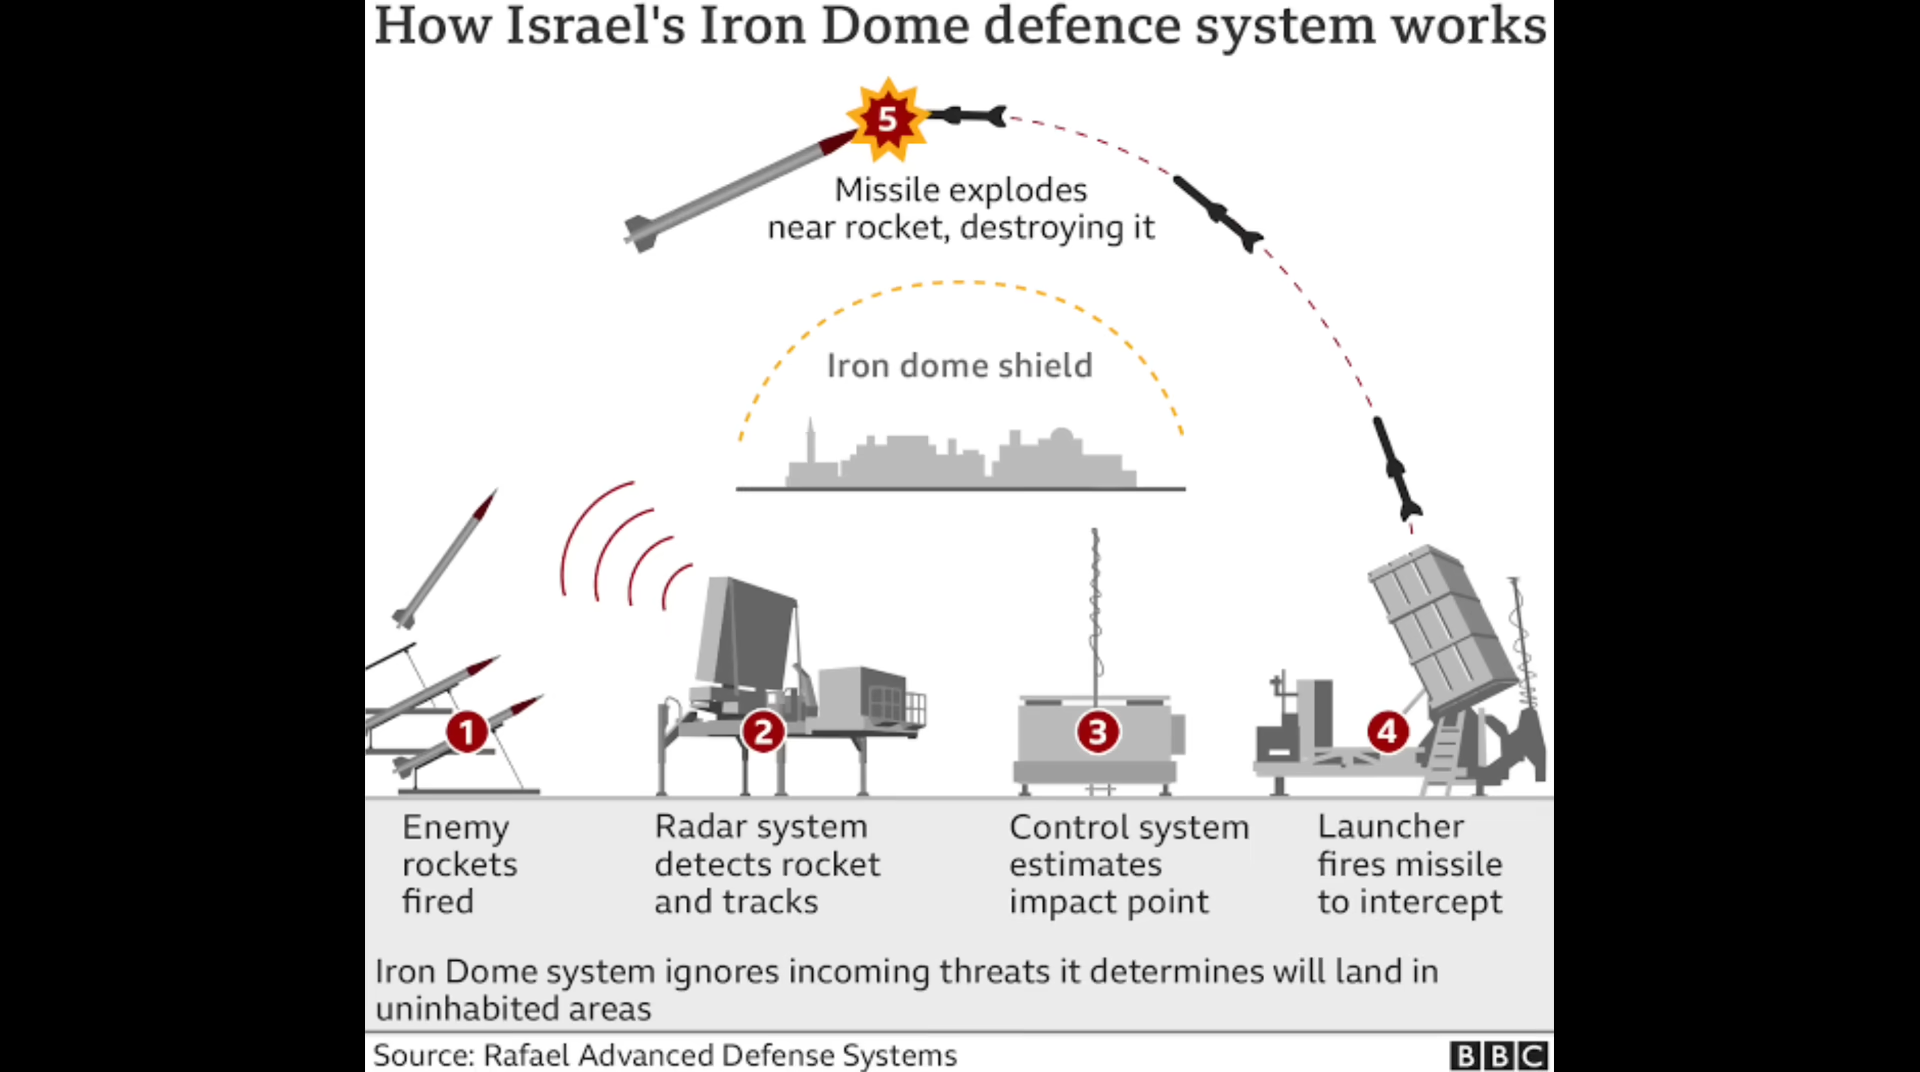 How Israel's Iron Dome defence system works
5
Missile explodes
near rocket, destroying it
Iron dome shield
1
2
3
4
Enemy
rockets
fired
Radar system
detects rocket
and tracks
Control system
estimates
impact point
Launcher
fires missile
to intercept
Iron Dome system ignores incoming threats it determines will land in
uninhabited areas
Source: Rafael Advanced Defense Systems
BBC